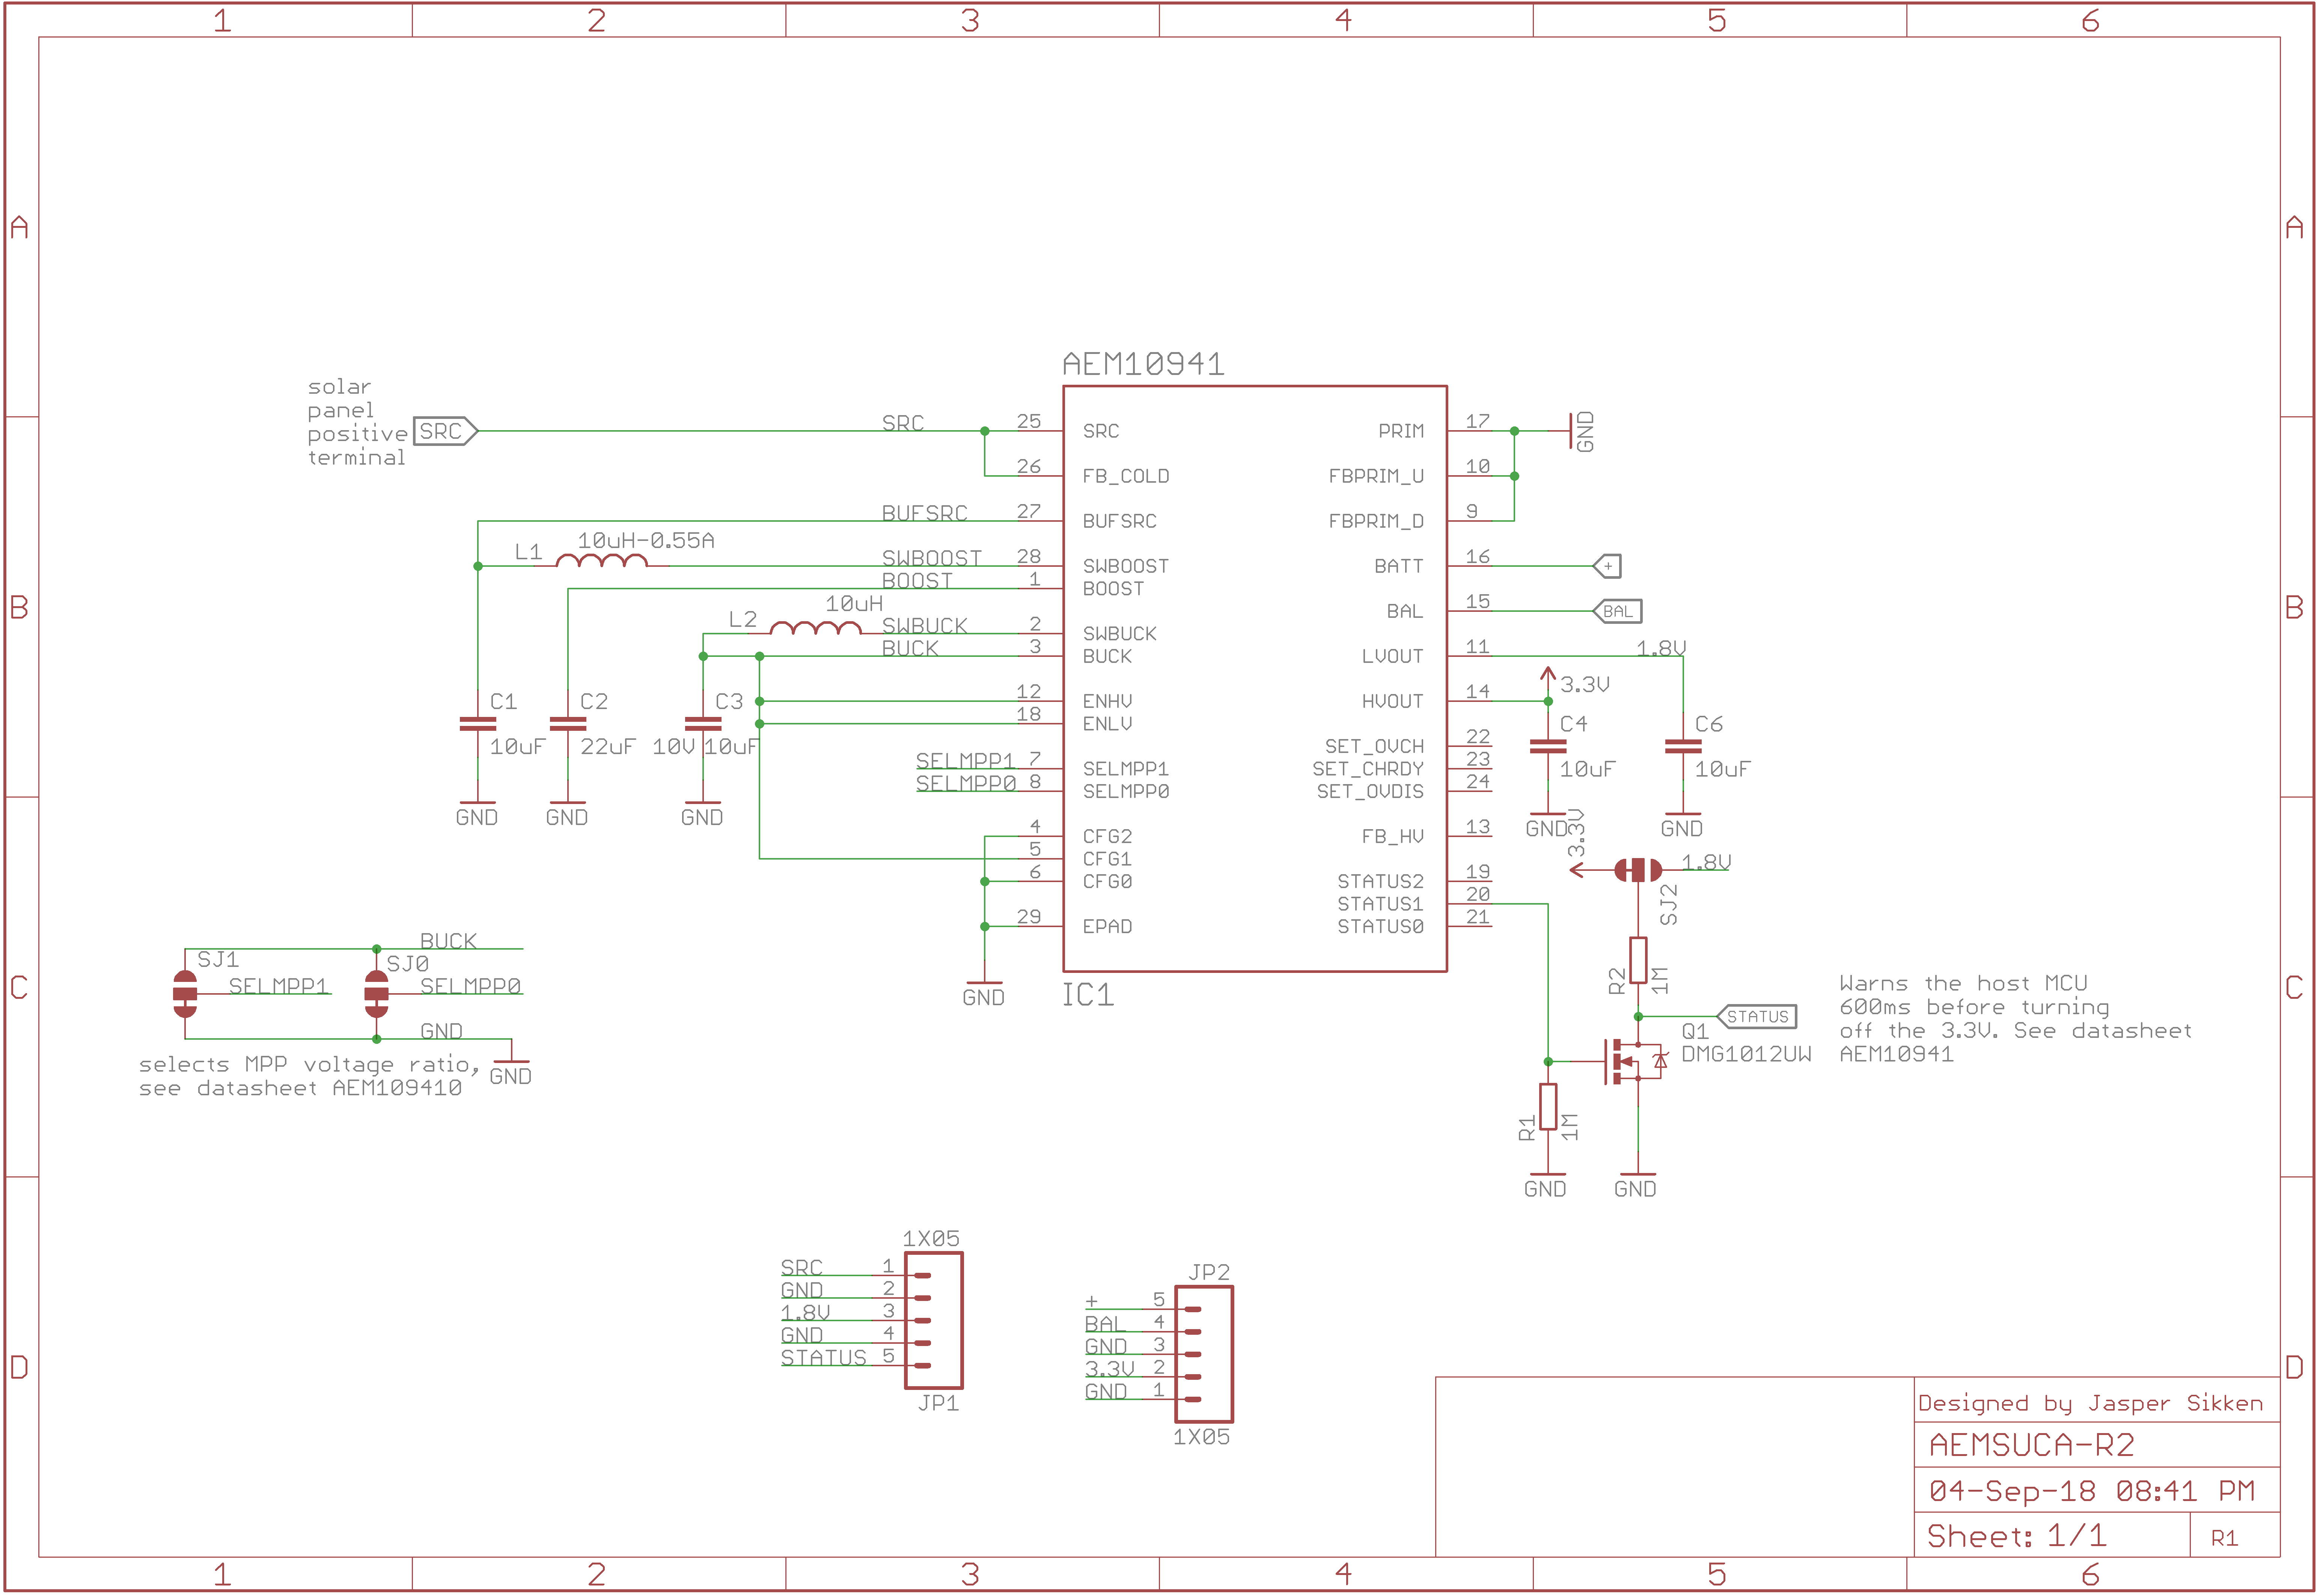 1 2 3 4 5 6
A A
B B
C C
D D
AEM10941
solar
panel
positive
terminal
SRC
SRC 25 SRC
26 FB_COLD
BUFSRC 27 BUFSRC
L1 10uH-0.55A
SWBOOST 28 SWBOOST
BOOST 1 BOOST
L2 10uH
SWBUCK 2 SWBUCK
BUCK 3 BUCK
12 ENHV
18 ENLV
C1 10uF
C2 22uF
C3 10V 10uF
GND GND GND
SELMPP1 7 SELMPP1
SELMPP0 8 SELMPP0
4 CFG2
5 CFG1
6 CFG0
29 EPAD
GND
IC1
PRIM 17 GND
FBPRIM_U 10
FBPRIM_D 9
BATT 16 +
BAL 15 BAL
LVOUT 11 1.8V
HVOUT 14 3.3V
SET_OVCH 22
SET_CHRDY 23
SET_OVDIS 24
FB_HV 13
STATUS2 19
STATUS1 20
STATUS0 21
C4 10uF
C6 10uF
GND GND
3.3V 1.8V
SJ2
R2 1M
STATUS
Q1
DMG1012UW
R1 1M
GND GND
Warns the host MCU
600ms before turning
off the 3.3V. See datasheet
AEM10941
BUCK
SJ1 SJ0
SELMPP1 SELMPP0
GND
GND
selects MPP voltage ratio,
see datasheet AEM109410
1X05
SRC 1
GND 2
1.8V 3
GND 4
STATUS 5
JP1
JP2
+ 5
BAL 4
GND 3
3.3V 2
GND 1
1X05
Designed by Jasper Sikken
AEMSUCA-R2
04-Sep-18 08:41 PM
Sheet: 1/1 R1
1 2 3 4 5 6